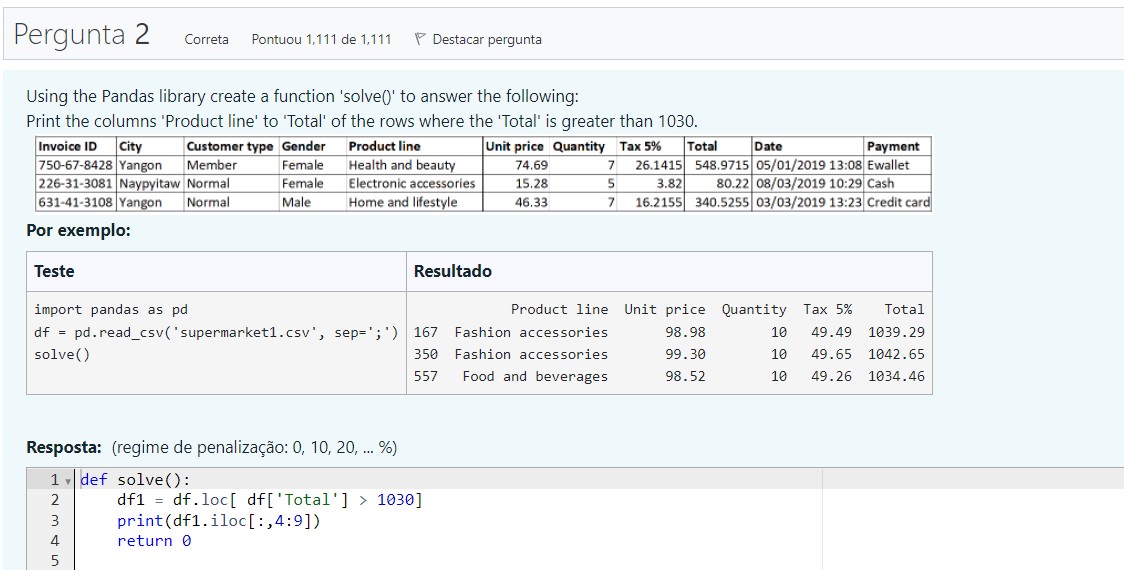 Pergunta 2 Correta Pontuou 1,111 de 1,111 Destacar pergunta
Using the Pandas library create a function 'solve()' to answer the following:
Print the columns 'Product line' to 'Total' of the rows where the 'Total' is greater than 1030.
Invoice ID City Customer type Gender Product line Unit price Quantity Tax 5% Total Date Payment
750-67-8428 Yangon Member Female Health and beauty 74.69 7 26.1415 548.9715 05/01/2019 13:08 Ewallet
226-31-3081 Naypyitaw Normal Female Electronic accessories 15.28 5 3.82 80.22 08/03/2019 10:29 Cash
631-41-3108 Yangon Normal Male Home and lifestyle 46.33 7 16.2155 340.5255 03/03/2019 13:23 Credit card
Por exemplo:
Teste Resultado
import pandas as pd
df = pd.read_csv('supermarket1.csv', sep=';')
solve()
Product line Unit price Quantity Tax 5% Total
167 Fashion accessories 98.98 10 49.49 1039.29
350 Fashion accessories 99.30 10 49.65 1042.65
557 Food and beverages 98.52 10 49.26 1034.46
Resposta: (regime de penalização: 0, 10, 20, ... %)
1 def solve():
2 df1 = df.loc[ df['Total'] > 1030]
3 print(df1.iloc[:,4:9])
4 return 0
5